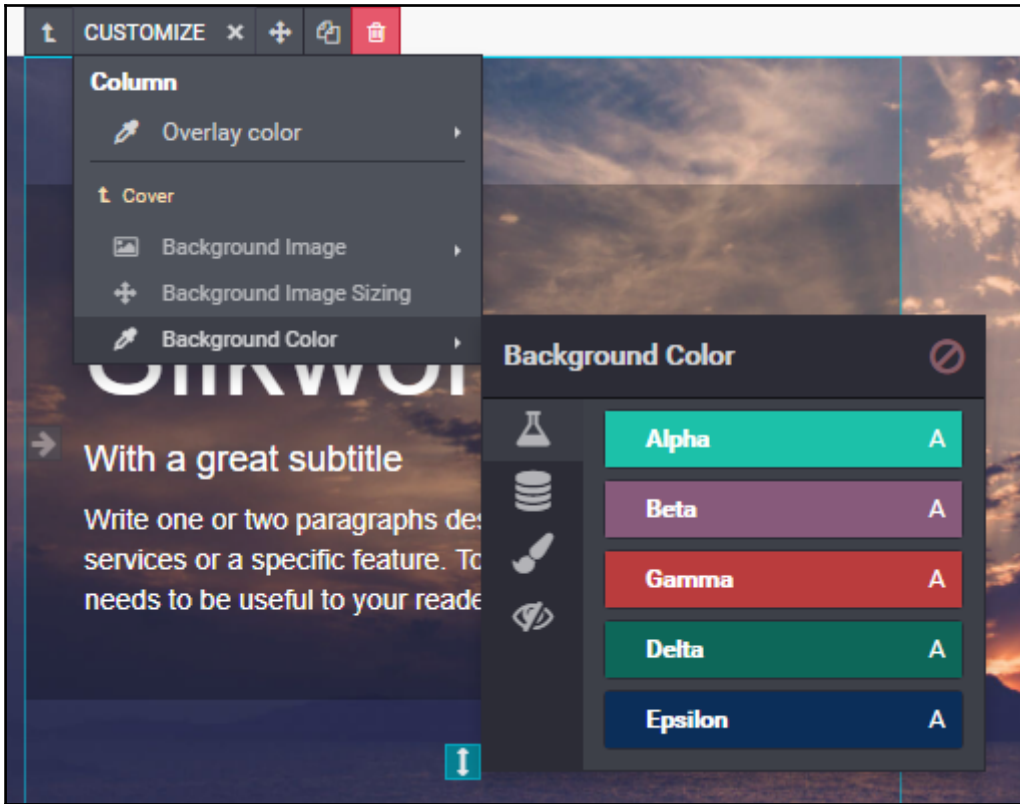 CUSTOMIZE
Column
Overlay color
Cover
Background Image
Background Image Sizing
Background Color
Background Color
Alpha A
Beta A
Gamma A
Delta A
Epsilon A
With a great subtitle
Write one or two paragraphs des
services or a specific feature. To
needs to be useful to your reade